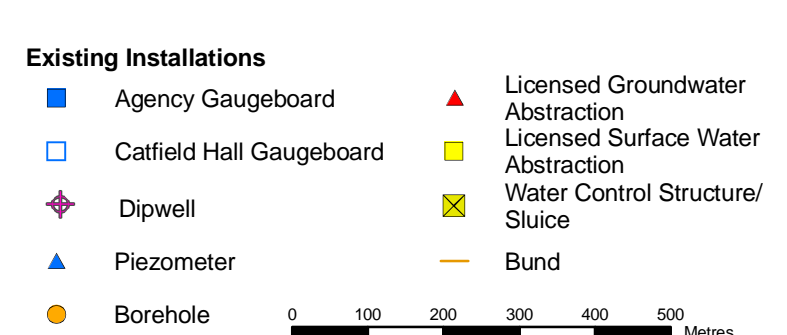 Existing Installations
Agency Gaugeboard
Catfield Hall Gaugeboard
Dipwell
Piezometer
Borehole
Licensed Groundwater
Abstraction
Licensed Surface Water
Abstraction
Water Control Structure/
Sluice
Bund
0 100 200 300 400 500
Metres